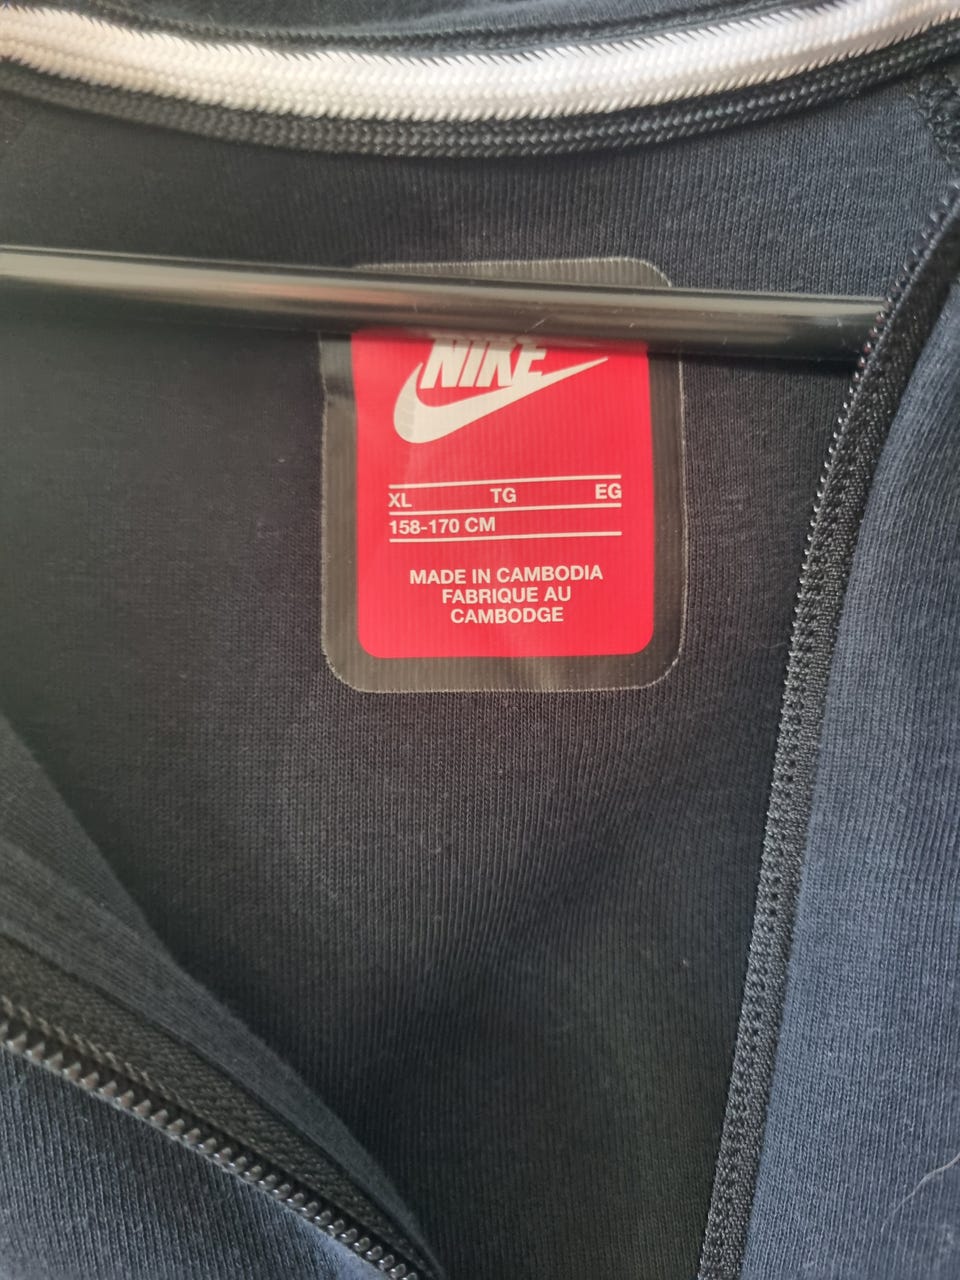 NIKE
XL TG EG
158-170 CM
MADE IN CAMBODIA
FABRIQUE AU
CAMBODGE